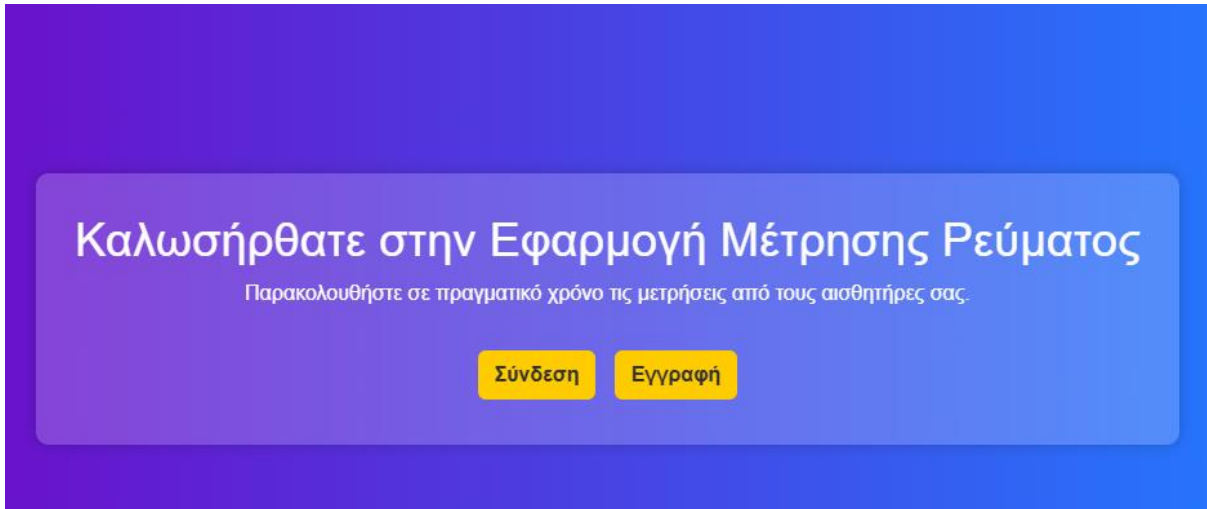 Καλωσήρθατε στην Εφαρμογή Μέτρησης Ρεύματος
Παρακολουθήστε σε πραγματικό χρόνο τις μετρήσεις από τους αισθητήρες σας.
Σύνδεση Εγγραφή